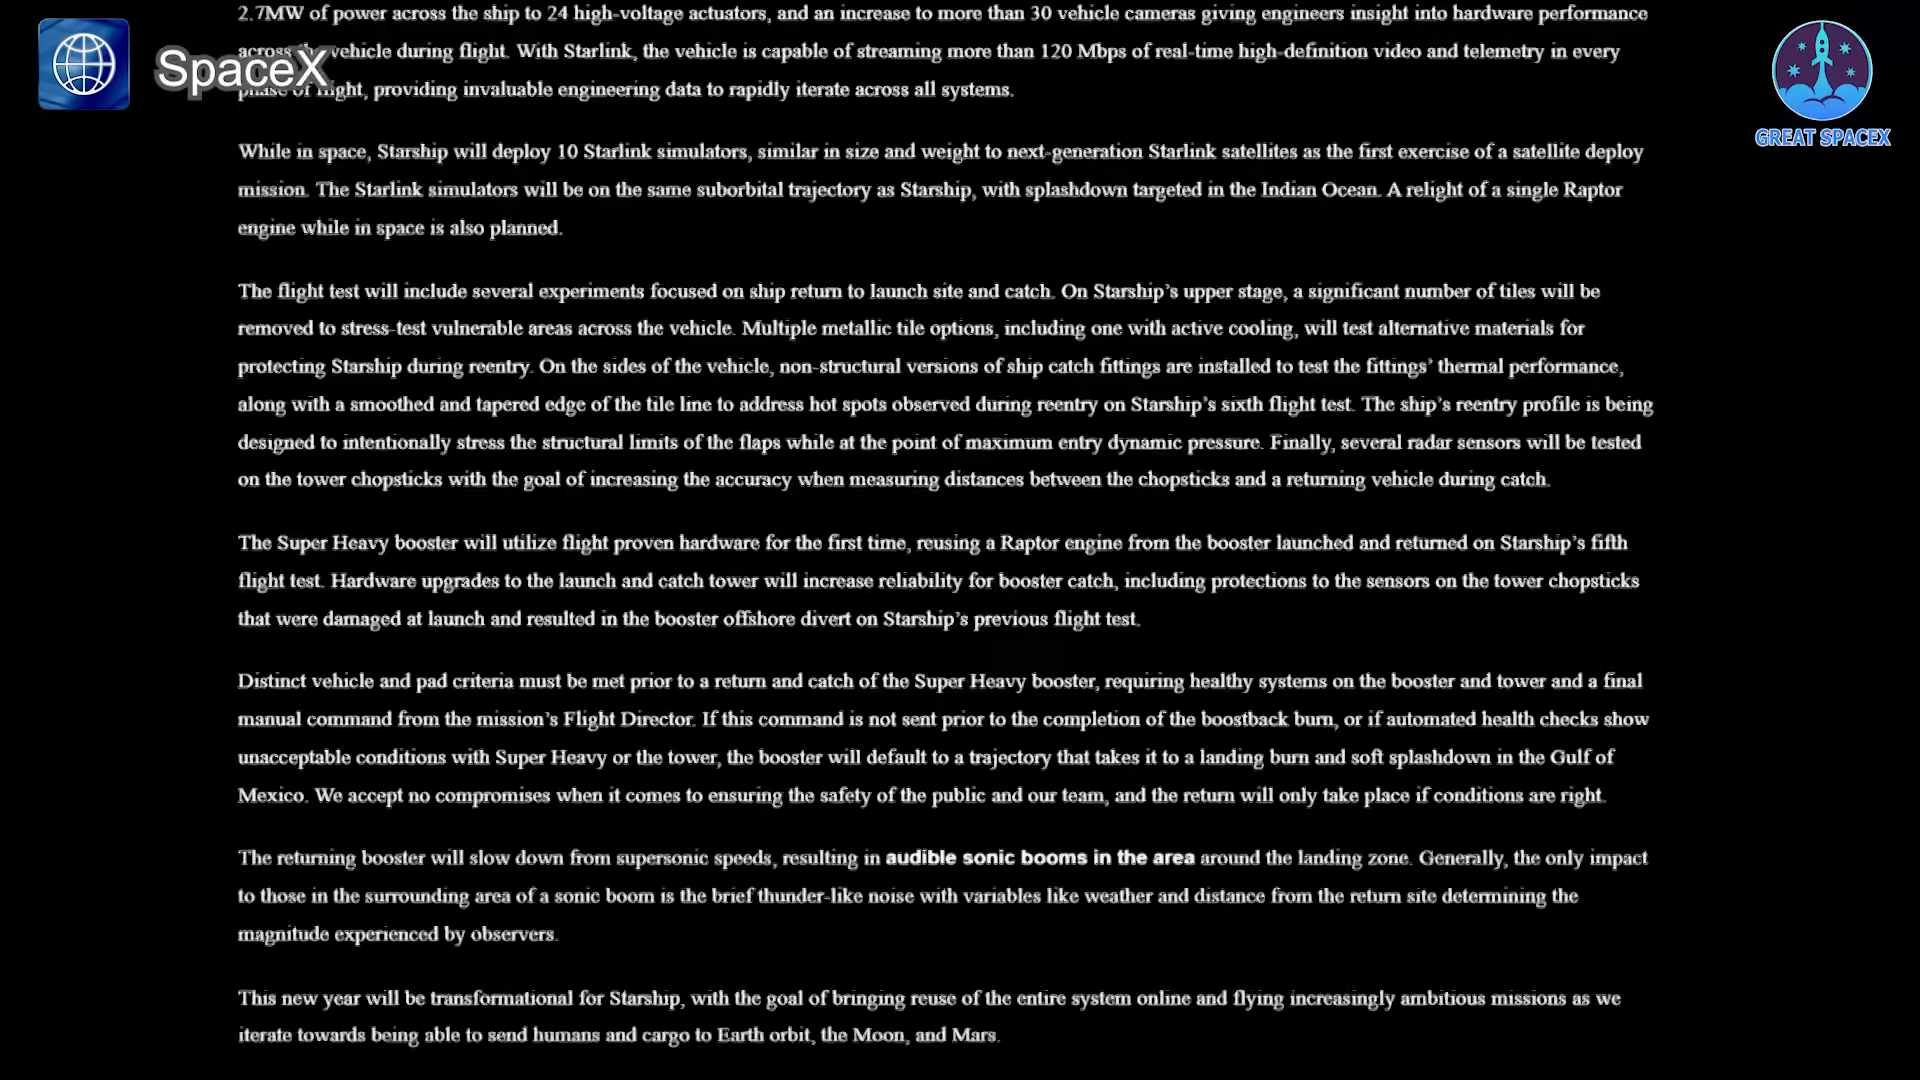 2.7MW of power across the ship to 24 high-voltage actuators, and an increase to more than 30 vehicle cameras giving engineers insight into hardware performance
across the vehicle during flight. With Starlink, the vehicle is capable of streaming more than 120 Mbps of real-time high-definition video and telemetry in every
phase of flight, providing invaluable engineering data to rapidly iterate across all systems.
SpaceX
GREAT SPACEX
While in space, Starship will deploy 10 Starlink simulators, similar in size and weight to next-generation Starlink satellites as the first exercise of a satellite deploy
mission. The Starlink simulators will be on the same suborbital trajectory as Starship, with splashdown targeted in the Indian Ocean. A relight of a single Raptor
engine while in space is also planned.
The flight test will include several experiments focused on ship return to launch site and catch. On Starship's upper stage, a significant number of tiles will be
removed to stress-test vulnerable areas across the vehicle. Multiple metallic tile options, including one with active cooling, will test alternative materials for
protecting Starship during reentry. On the sides of the vehicle, non-structural versions of ship catch fittings are installed to test the fittings' thermal performance,
along with a smoothed and tapered edge of the tile line to address hot spots observed during reentry on Starship's sixth flight test. The ship's reentry profile is being
designed to intentionally stress the structural limits of the flaps while at the point of maximum entry dynamic pressure. Finally, several radar sensors will be tested
on the tower chopsticks with the goal of increasing the accuracy when measuring distances between the chopsticks and a returning vehicle during catch.
The Super Heavy booster will utilize flight proven hardware for the first time, reusing a Raptor engine from the booster launched and returned on Starship's fifth
flight test. Hardware upgrades to the launch and catch tower will increase reliability for booster catch, including protections to the sensors on the tower chopsticks
that were damaged at launch and resulted in the booster offshore divert on Starship's previous flight test.
Distinct vehicle and pad criteria must be met prior to a return and catch of the Super Heavy booster, requiring healthy systems on the booster and tower and a final
manual command from the mission's Flight Director. If this command is not sent prior to the completion of the boostback burn, or if automated health checks show
unacceptable conditions with Super Heavy or the tower, the booster will default to a trajectory that takes it to a landing burn and soft splashdown in the Gulf of
Mexico. We accept no compromises when it comes to ensuring the safety of the public and our team, and the return will only take place if conditions are right.
The returning booster will slow down from supersonic speeds, resulting in audible sonic booms in the area around the landing zone. Generally, the only impact
to those in the surrounding area of a sonic boom is the brief thunder-like noise with variables like weather and distance from the return site determining the
magnitude experienced by observers.
This new year will be transformational for Starship, with the goal of bringing reuse of the entire system online and flying increasingly ambitious missions as we
iterate towards being able to send humans and cargo to Earth orbit, the Moon, and Mars.